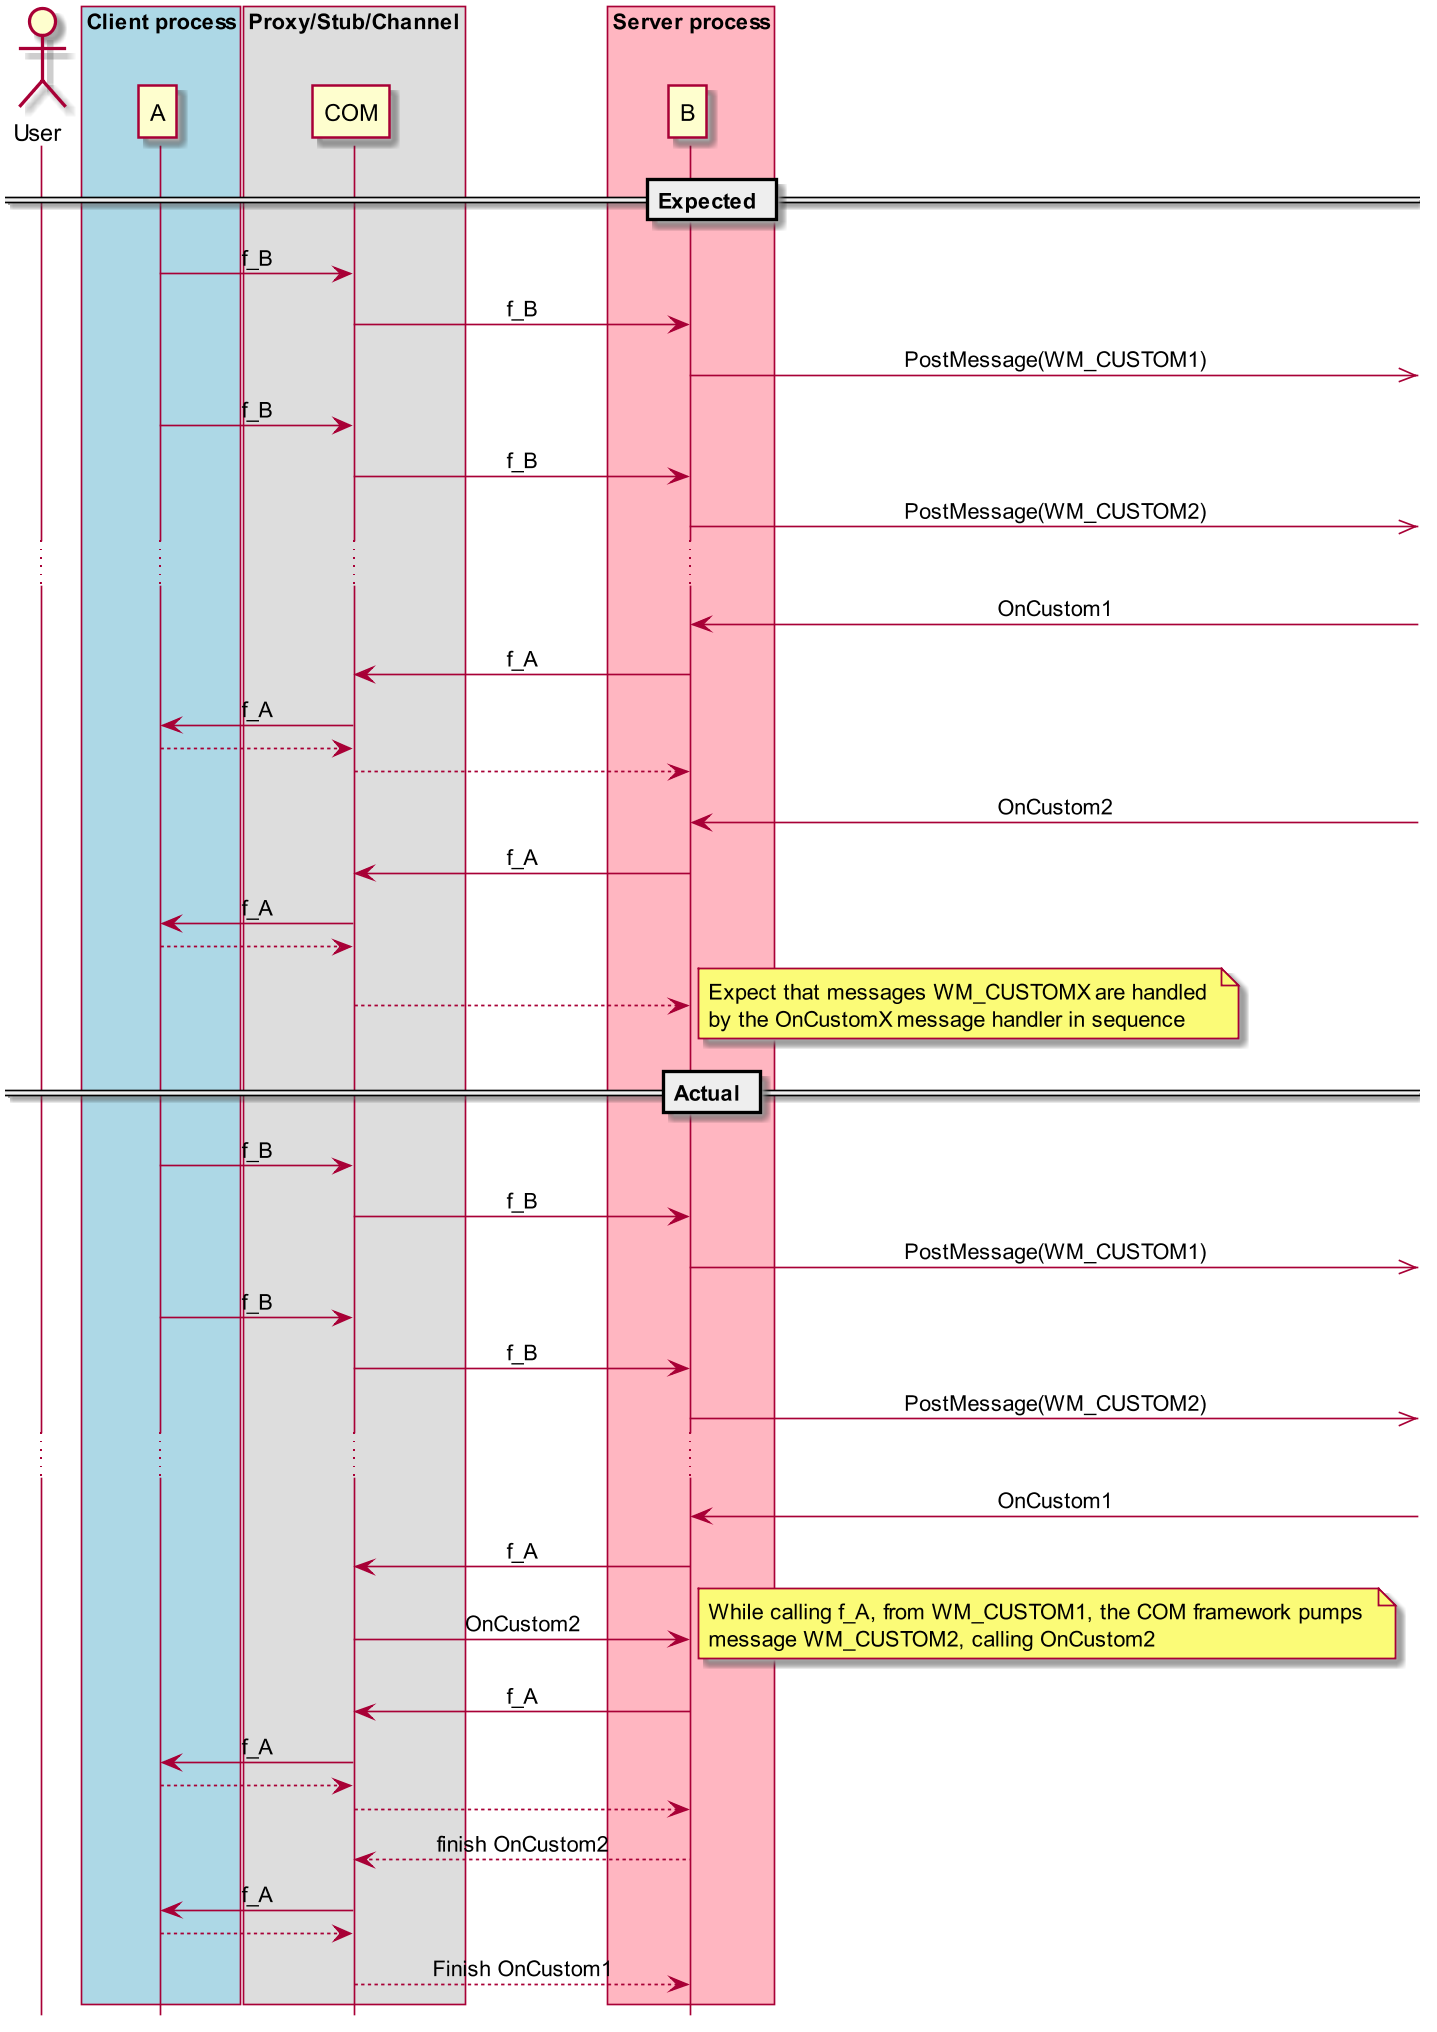 Client process
Proxy/Stub/Channel
Server process
A
COM
B
User
Expected
f_B
f_B
PostMessage(WM_CUSTOM1)
f_B
f_B
PostMessage(WM_CUSTOM2)
OnCustom1
f_A
f_A
OnCustom2
f_A
f_A
Expect that messages WM_CUSTOMX are handled
by the OnCustomX message handler in sequence
Actual
f_B
f_B
PostMessage(WM_CUSTOM1)
f_B
f_B
PostMessage(WM_CUSTOM2)
OnCustom1
f_A
While calling f_A, from WM_CUSTOM1, the COM framework pumps
message WM_CUSTOM2, calling OnCustom2
OnCustom2
f_A
f_A
finish OnCustom2
f_A
Finish OnCustom1